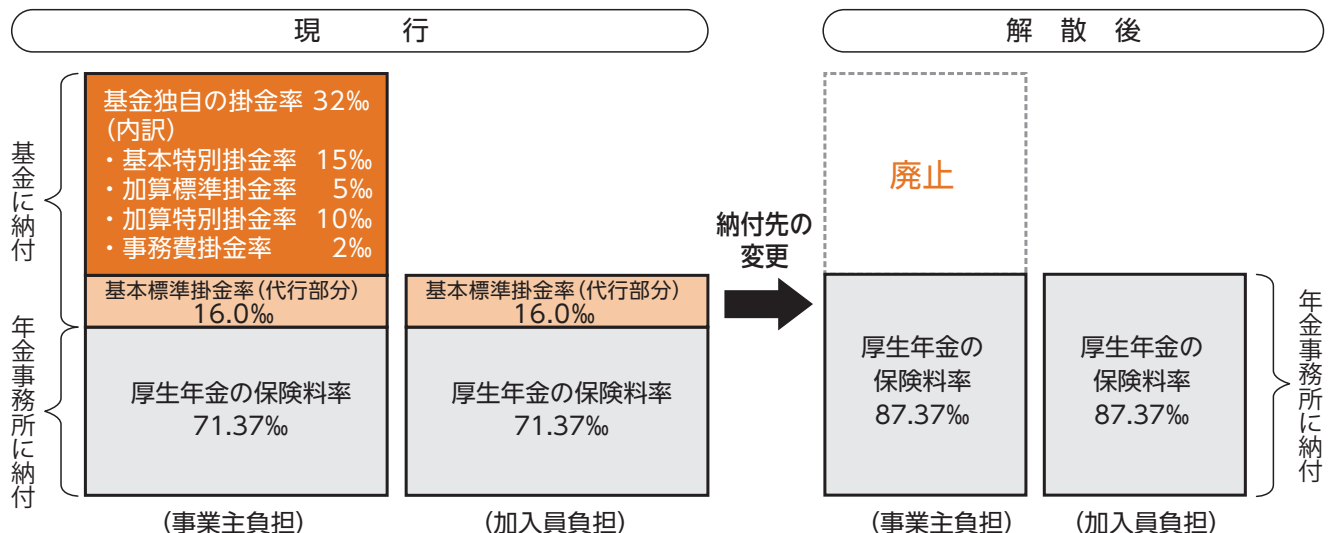 現行
解散後
基金に納付
年金事務所に納付
基金独自の掛金率 32‰
(内訳)
・基本特別掛金率 15‰
・加算標準掛金率 5‰
・加算特別掛金率 10‰
・事務費掛金率 2‰
基本標準掛金率(代行部分)
16.0‰
厚生年金の保険料率
71.37‰
(事業主負担)
基本標準掛金率(代行部分)
16.0‰
厚生年金の保険料率
71.37‰
(加入員負担)
納付先の
変更
廃止
厚生年金の
保険料率
87.37‰
(事業主負担)
厚生年金の
保険料率
87.37‰
(加入員負担)
年金事務所に納付